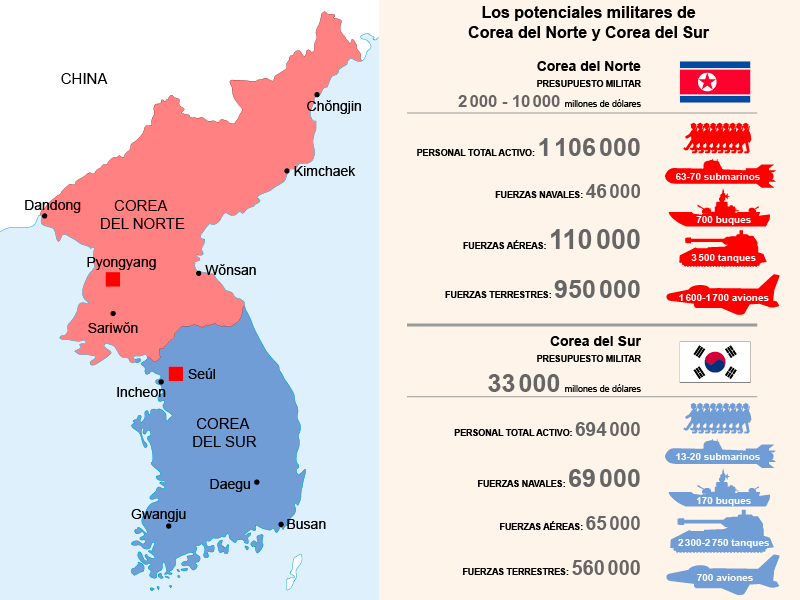 CHINA
Chŏngjin
Kimchaek
Dandong
COREA
DEL NORTE
Pyongyang
Wŏnsan
Sariwŏn
Seúl
Incheon
COREA
DEL SUR
Daegu
Gwangju
Busan
Los potenciales militares de
Corea del Norte y Corea del Sur
Corea del Norte
PRESUPUESTO MILITAR
2 000 - 10 000 millones de dólares
PERSONAL TOTAL ACTIVO: 1 106 000
63-70 submarinos
FUERZAS NAVALES: 46 000
700 buques
FUERZAS AÉREAS: 110 000
3 500 tanques
FUERZAS TERRESTRES: 950 000
1 600-1 700 aviones
Corea del Sur
PRESUPUESTO MILITAR
33 000 millones de dólares
PERSONAL TOTAL ACTIVO: 694 000
13-20 submarinos
FUERZAS NAVALES: 69 000
170 buques
FUERZAS AÉREAS: 65 000
2 300-2 750 tanques
FUERZAS TERRESTRES: 560 000
700 aviones